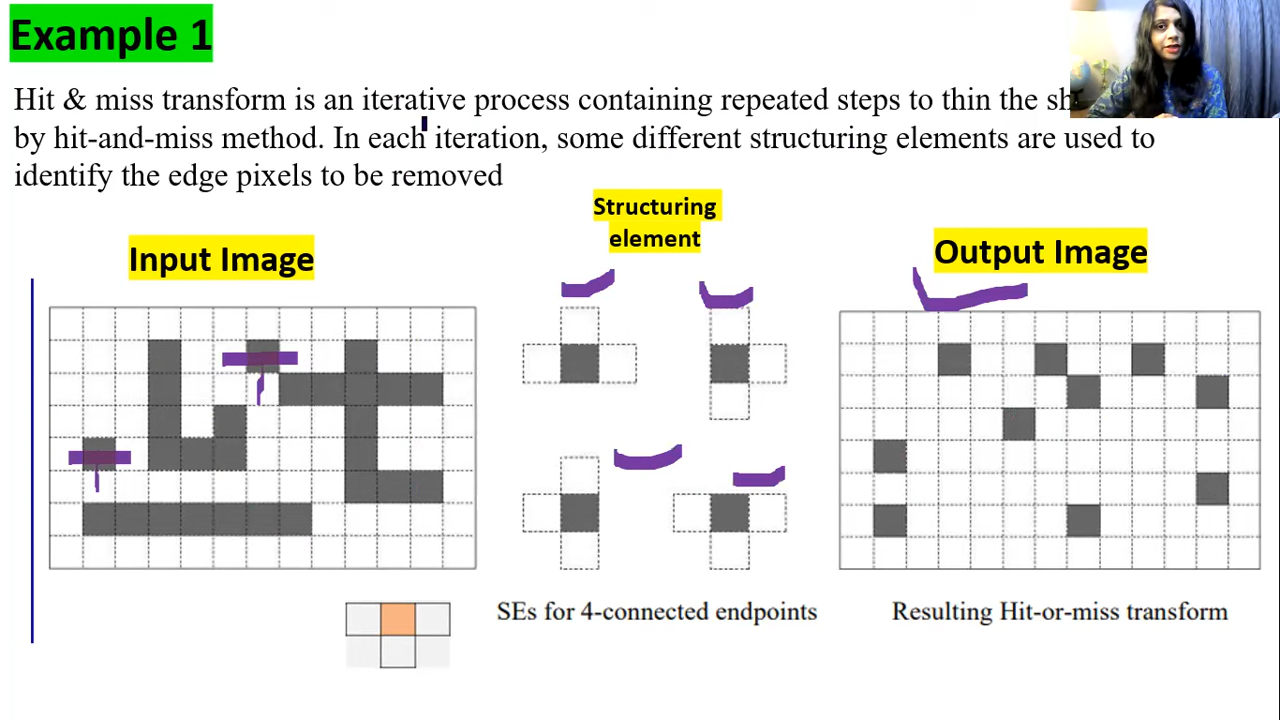 Example 1
Hit & miss transform is an iterative process containing repeated steps to thin the
by hit-and-miss method. In each iteration, some different structuring elements are used to
identify the edge pixels to be removed
Structuring
element
Input Image
Output Image
SEs for 4-connected endpoints
Resulting Hit-or-miss transform